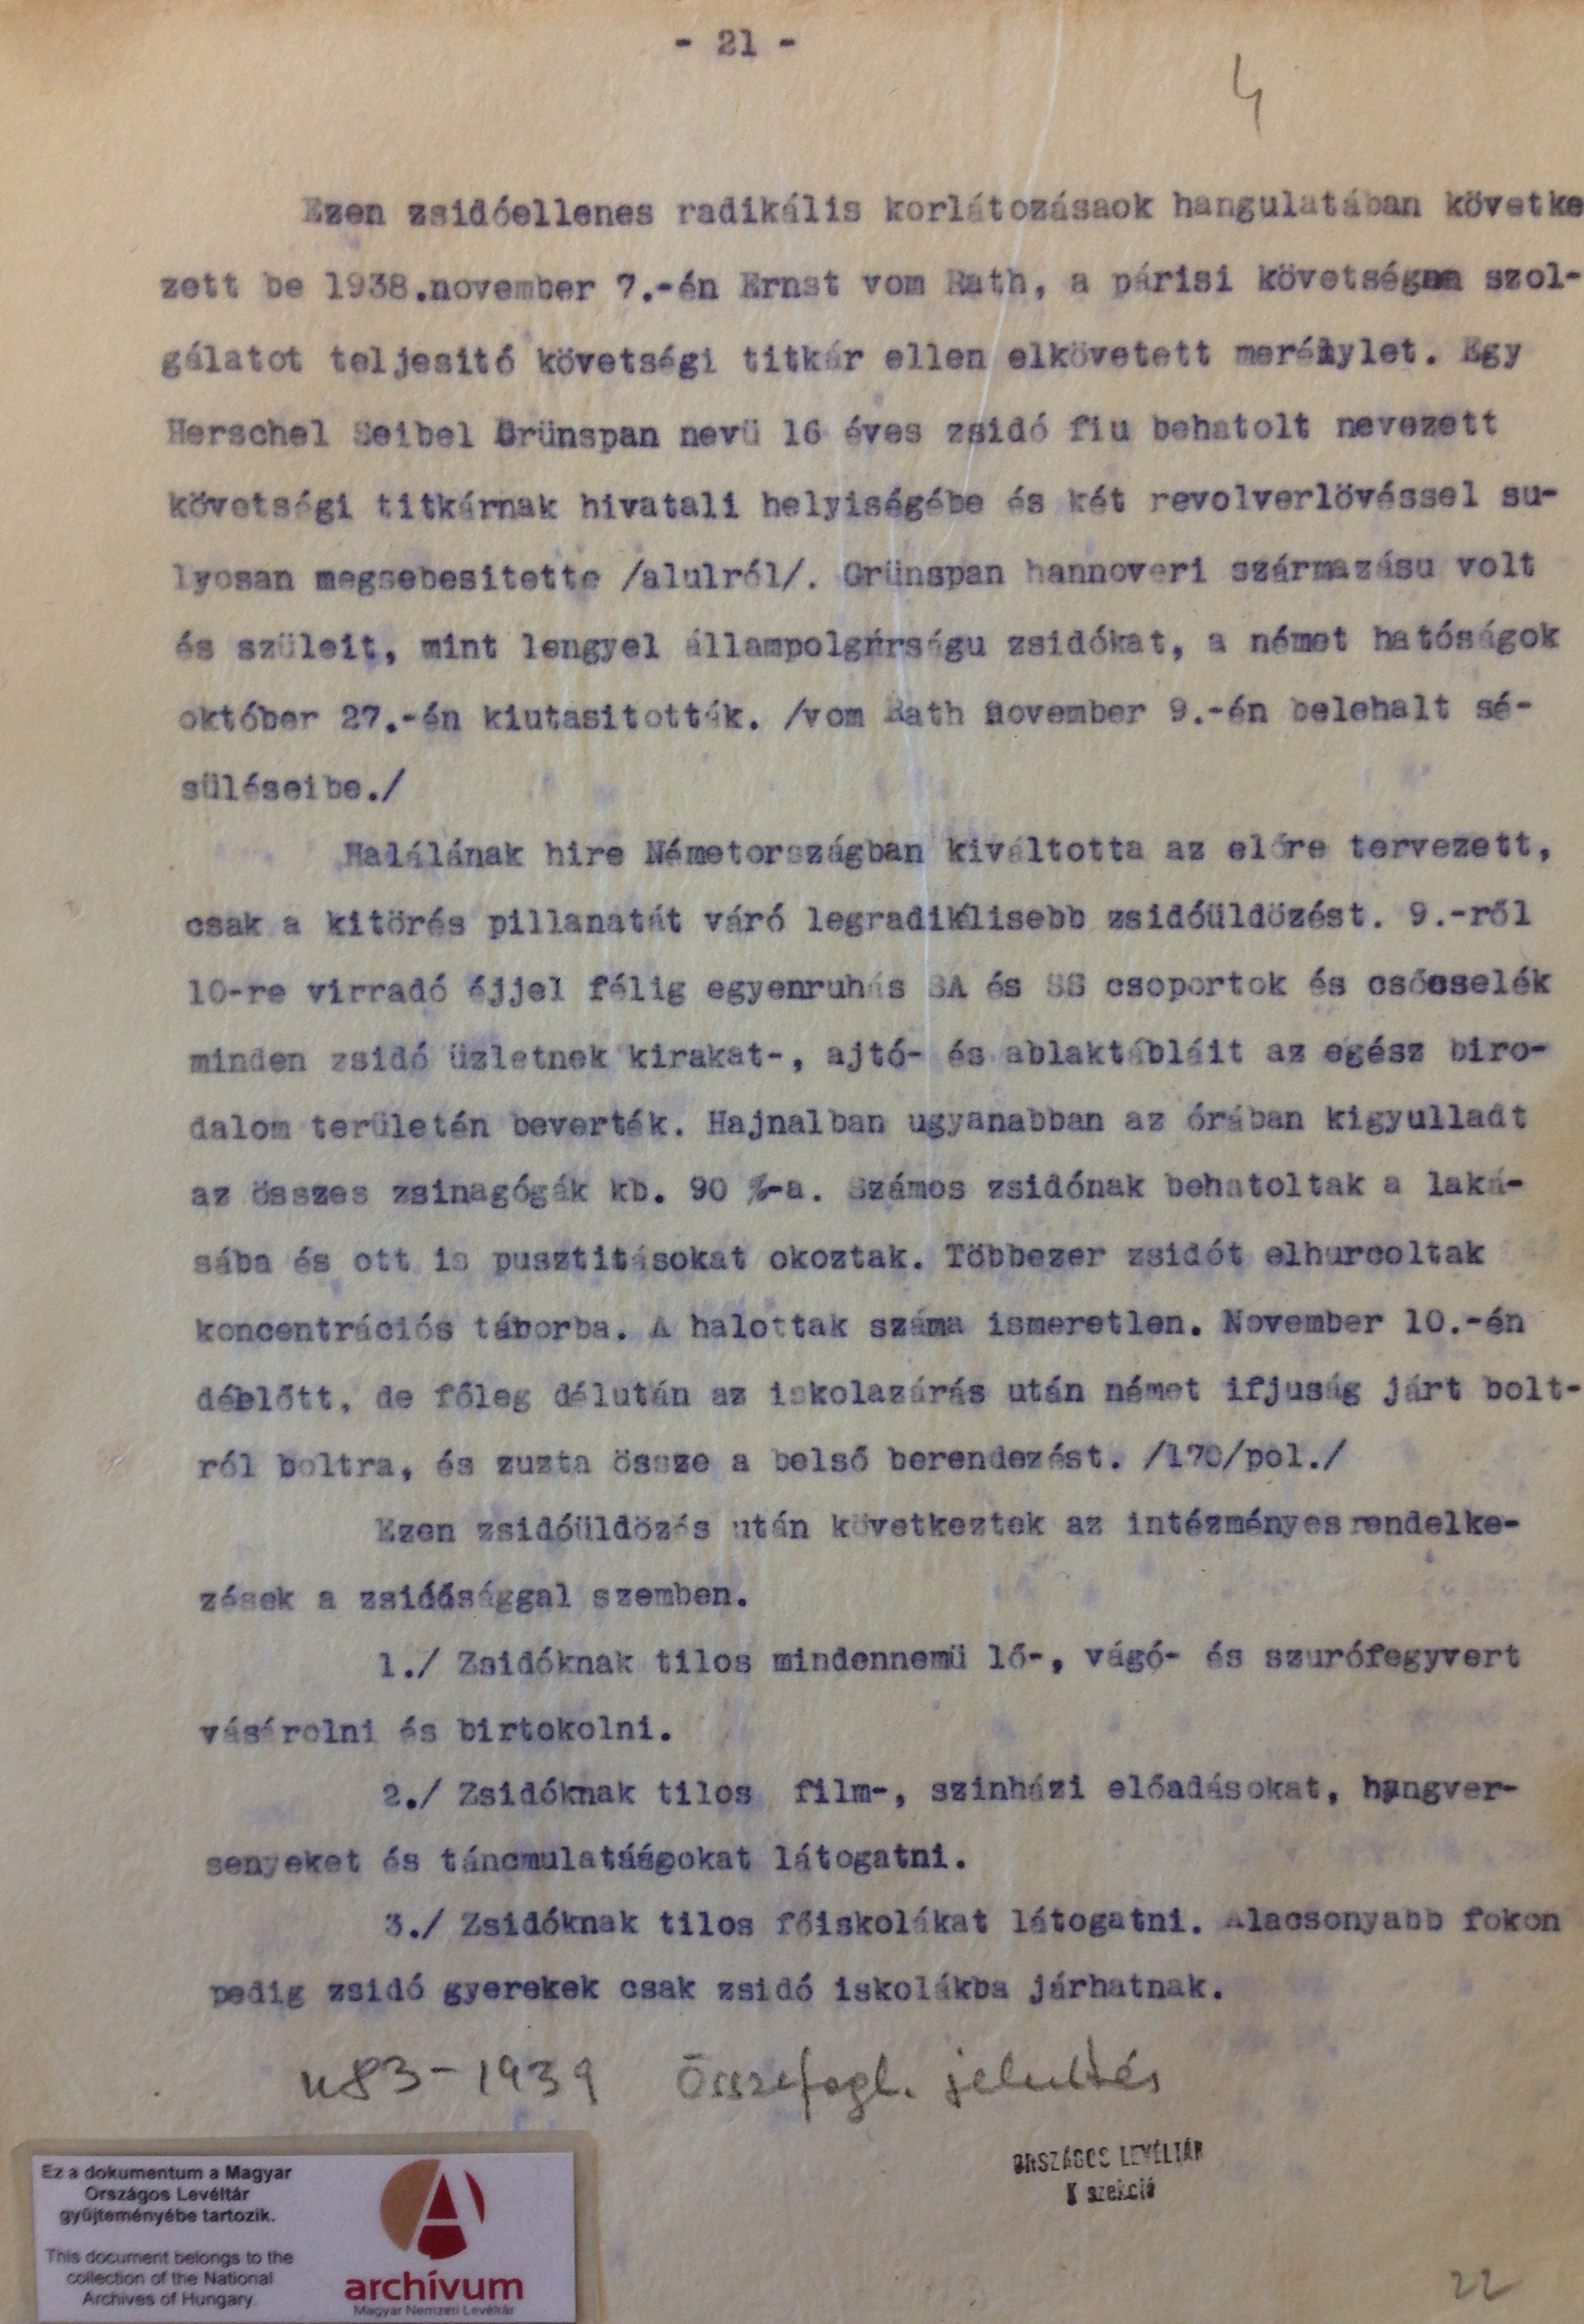 - 21 -
4
Ezen zsidóellenes radikális korlátozásaok hangulatában követke
zett be 1938.november 7.-én Ernst vom Rath, a párisi követségen szol-
gálatot teljesitő követségi titkár ellen elkövetett merénylet. Egy
Herschel Seibel Grünspan nevü 16 éves zsidó fiu behatolt nevezett
követségi titkárnak hivatali helyiségébe és két revolverlövéssel su-
lyosan megsebesitette /alulról/. Grünspan hannoveri származásu volt
és szüleit, mint lengyel állampolgárságu zsidókat, a német hatóságok
október 27.-én kiutasitották. /vom Rath november 9.-én belehalt sé-
süléseibe./
Halálának hire Németországban kiváltotta az előre tervezett,
csak a kitörés pillanatát váró legradikálisebb zsidóüldözést. 9.-ről
10-re virradó éjjel félig egyenruhás SA és SS csoportok és csőcselék
minden zsidó üzletnek kirakat-, ajtó- és ablaktábláit az egész biro-
dalom területén beverték. Hajnalban ugyanabban az órában kigyulladt
az összes zsinagógák kb. 90 %-a. Számos zsidónak behatoltak a laká-
sába és ott is pusztitásokat okoztak. Többezer zsidót elhurcoltak
koncentrációs táborba. A halottak száma ismeretlen. November 10.-én
délelőtt, de főleg délután az iskolazárás után német ifjuság járt bolt-
ról boltra, és zuzta össze a belső berendezést. /170/pol./
Ezen zsidóüldözés után következtek az intézményes rendelke-
zések a zsidósággal szemben.
1./ Zsidóknak tilos mindennemü lő-, vágó- és szurófegyvert
vásárolni és birtokolni.
2./ Zsidóknak tilos film-, szinházi előadásokat, hangver-
senyeket és táncmulatságokat látogatni.
3./ Zsidóknak tilos főiskolákat látogatni. Alacsonyabb fokon
pedig zsidó gyerekek csak zsidó iskolákba járhatnak.
K83-1939 Összefogl. jelentés
ORSZÁGOS LEVÉLTÁR
K szekció
Ez a dokumentum a Magyar
Országos Levéltár
gyűjteményébe tartozik.
This document belongs to the
collection of the National
Archives of Hungary
archívum
Magyar Nemzeti Levéltár
22